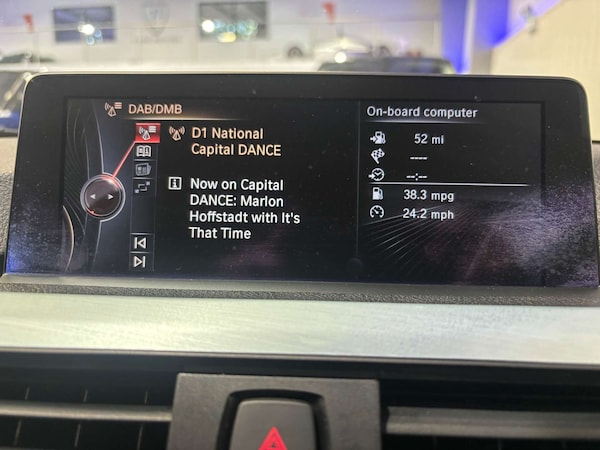 DAB/DMB
D1 National
Capital DANCE
Now on Capital
DANCE: Marlon
Hoffstadt with It's
That Time
On-board computer
52 mi
----
--:--
38.3 mpg
24.2 mph